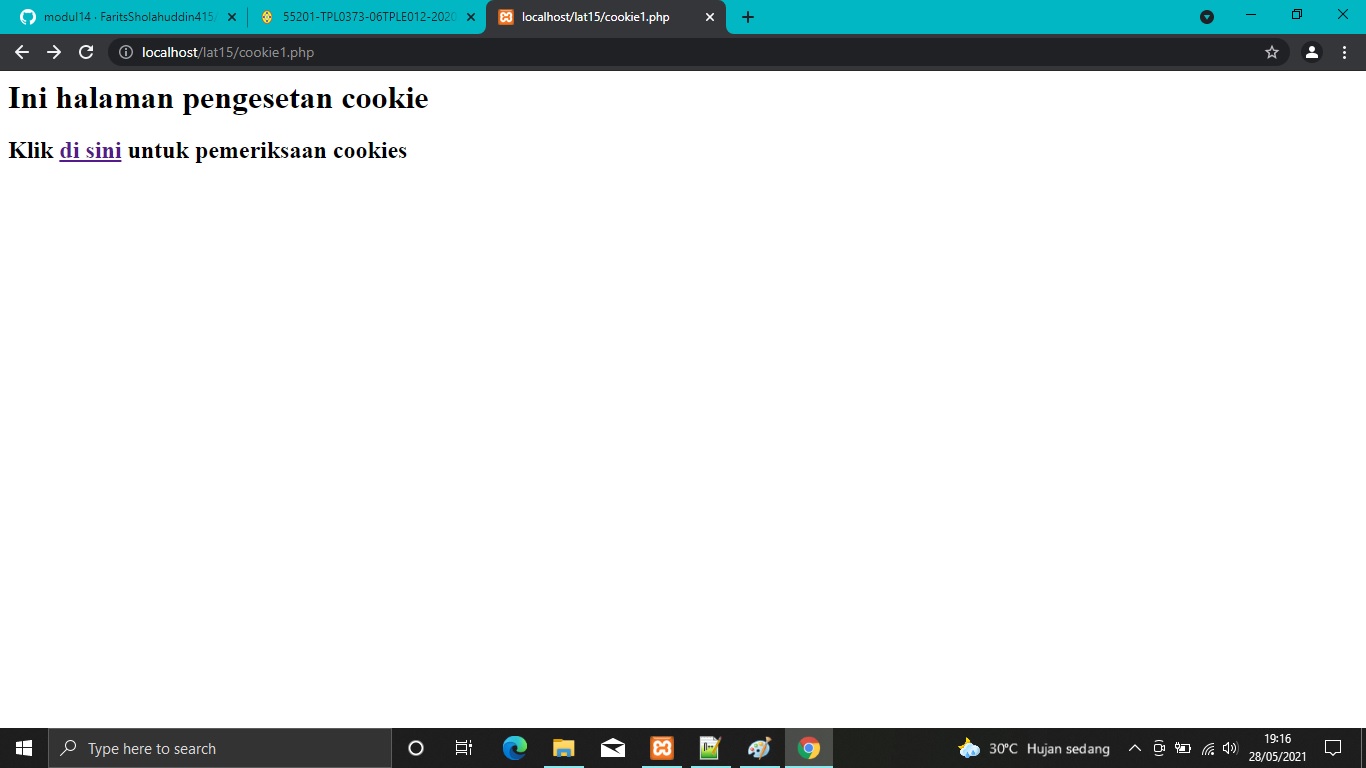 modul14 · FaritsSholahuddin415/
55201-TPL0373-06TPLE012-2020
localhost/lat15/cookie1.php
localhost/lat15/cookie1.php
Ini halaman pengesetan cookie
Klik di sini untuk pemeriksaan cookies
Type here to search
30°C Hujan sedang
19:16
28/05/2021